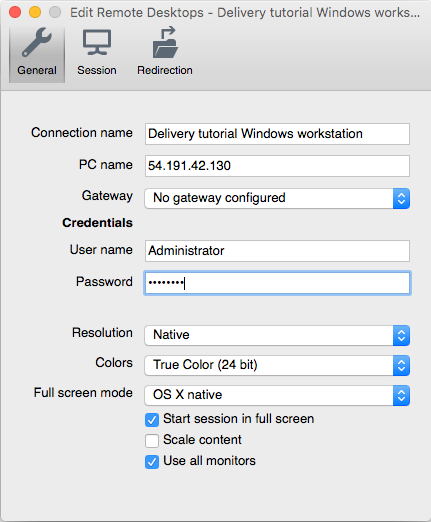 Edit Remote Desktops - Delivery tutorial Windows works...
General Session Redirection
Connection name Delivery tutorial Windows workstation
PC name 54.191.42.130
Gateway No gateway configured
Credentials
User name Administrator
Password ••••••••
Resolution Native
Colors True Color (24 bit)
Full screen mode OS X native
Start session in full screen
Scale content
Use all monitors